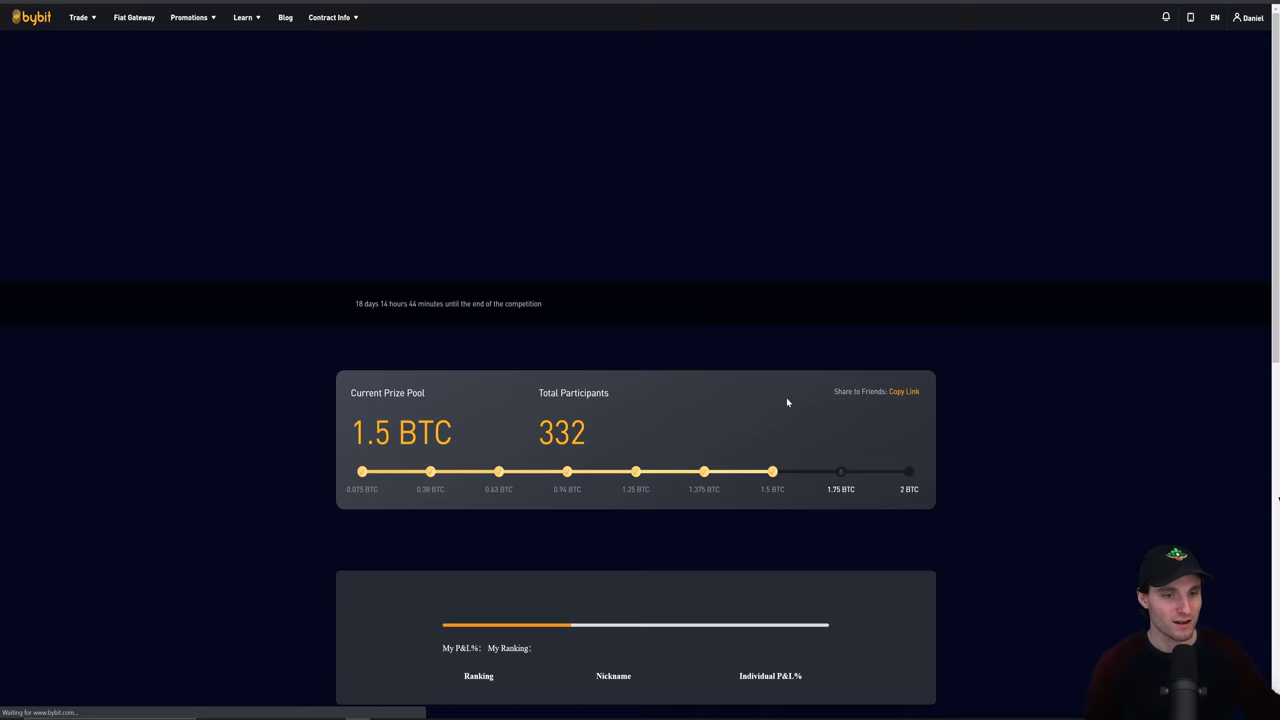 bybit Trade Fiat Gateway Promotions Learn Blog Contract Info EN Daniel
18 days 14 hours 44 minutes until the end of the competition
Current Prize Pool Total Participants Share to Friends: Copy Link
1.5 BTC 332
0.075 BTC 0.38 BTC 0.63 BTC 0.94 BTC 1.25 BTC 1.375 BTC 1.5 BTC 1.75 BTC 2 BTC
My P&L%: My Ranking:
Ranking Nickname Individual P&L%
Waiting for www.bybit.com...